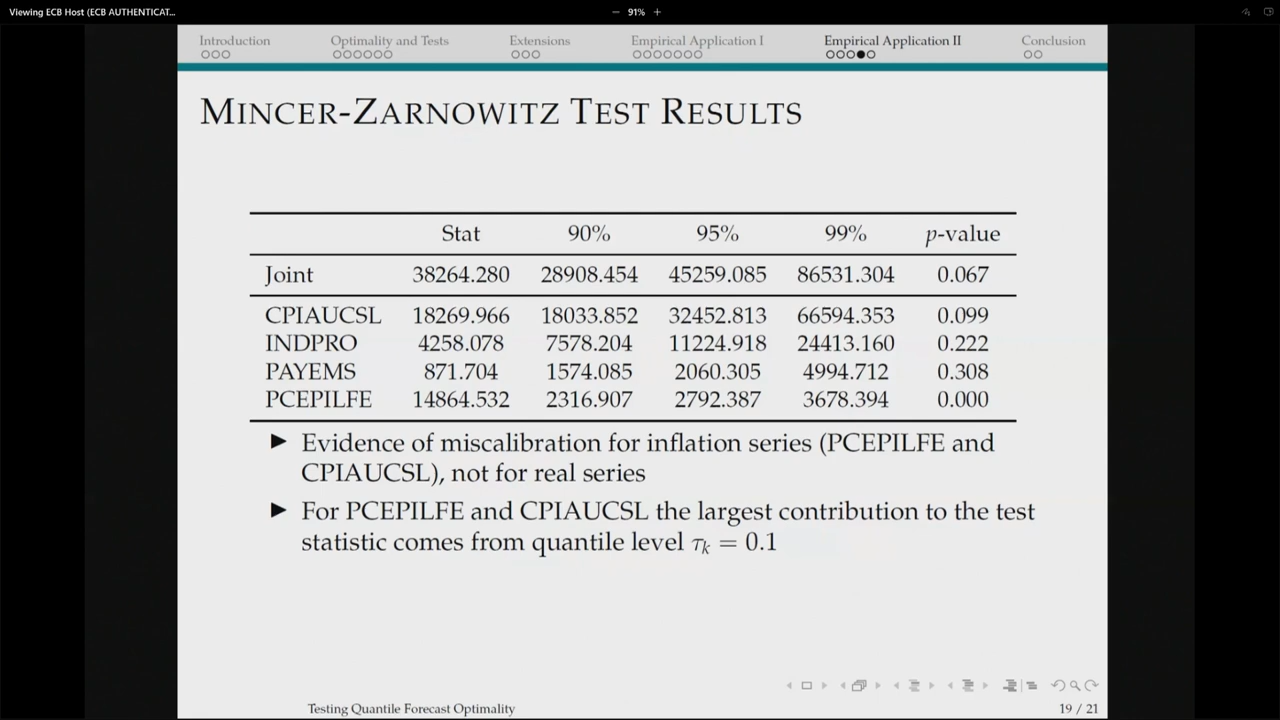 Viewing ECB Host (ECB AUTHENTICAT...
91%
Introduction Optimality and Tests Extensions Empirical Application I Empirical Application II Conclusion
MINCER-ZARNOWITZ TEST RESULTS
Stat 90% 95% 99% p-value
Joint 38264.280 28908.454 45259.085 86531.304 0.067
CPIAUCSL 18269.966 18033.852 32452.813 66594.353 0.099
INDPRO 4258.078 7578.204 11224.918 24413.160 0.222
PAYEMS 871.704 1574.085 2060.305 4994.712 0.308
PCEPILFE 14864.532 2316.907 2792.387 3678.394 0.000
► Evidence of miscalibration for inflation series (PCEPILFE and
CPIAUCSL), not for real series
► For PCEPILFE and CPIAUCSL the largest contribution to the test
statistic comes from quantile level τk = 0.1
Testing Quantile Forecast Optimality 19 / 21